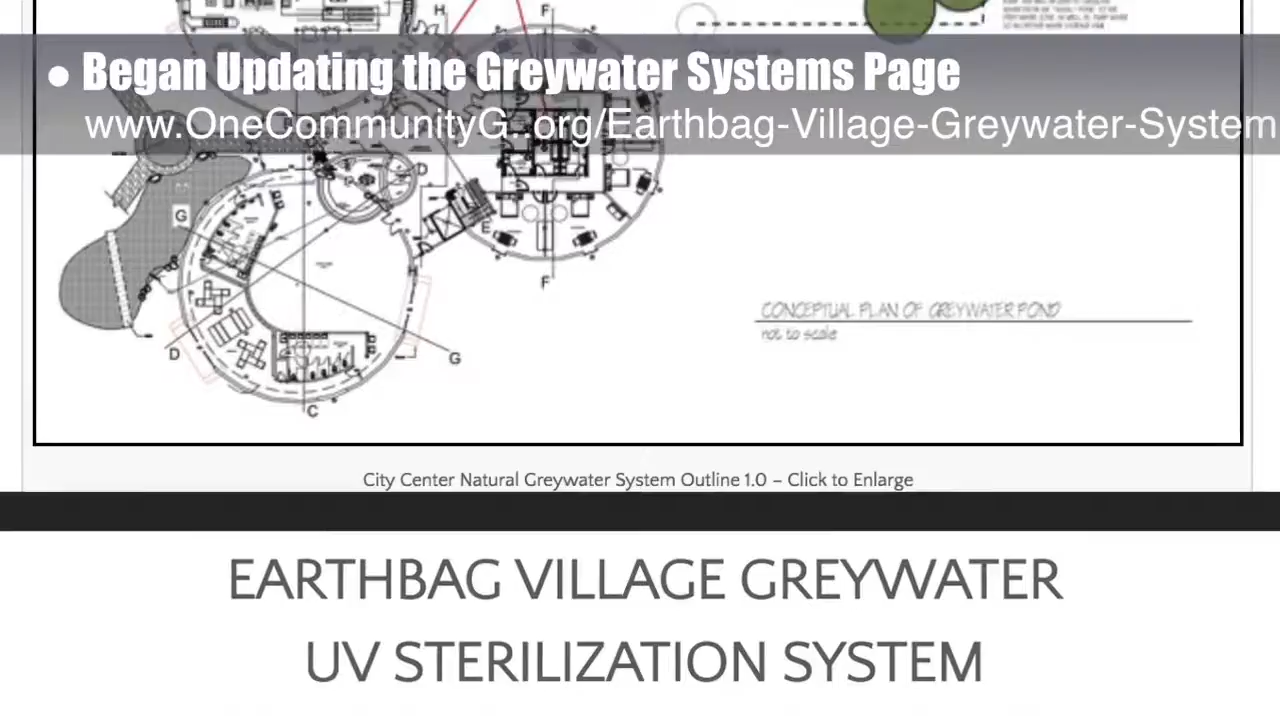 H
F
● Began Updating the Greywater Systems Page
www.OneCommunityG..org/Earthbag-Village-Greywater-System
D
G
E
H
F
CONCEPTUAL PLAN OF GREYWATER POND
not to scale
D
G
C
City Center Natural Greywater System Outline 1.0 – Click to Enlarge
EARTHBAG VILLAGE GREYWATER
UV STERILIZATION SYSTEM